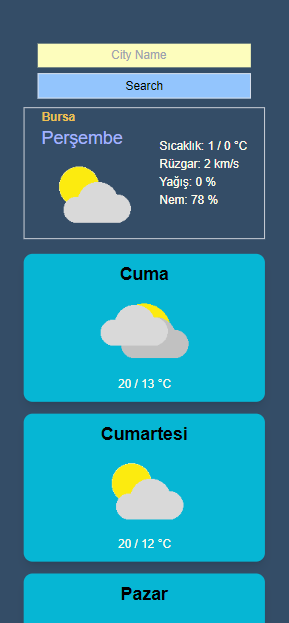 City Name
Search
Bursa
Perşembe
Sıcaklık: 1 / 0 °C
Rüzgar: 2 km/s
Yağış: 0 %
Nem: 78 %
Cuma
20 / 13 °C
Cumartesi
20 / 12 °C
Pazar